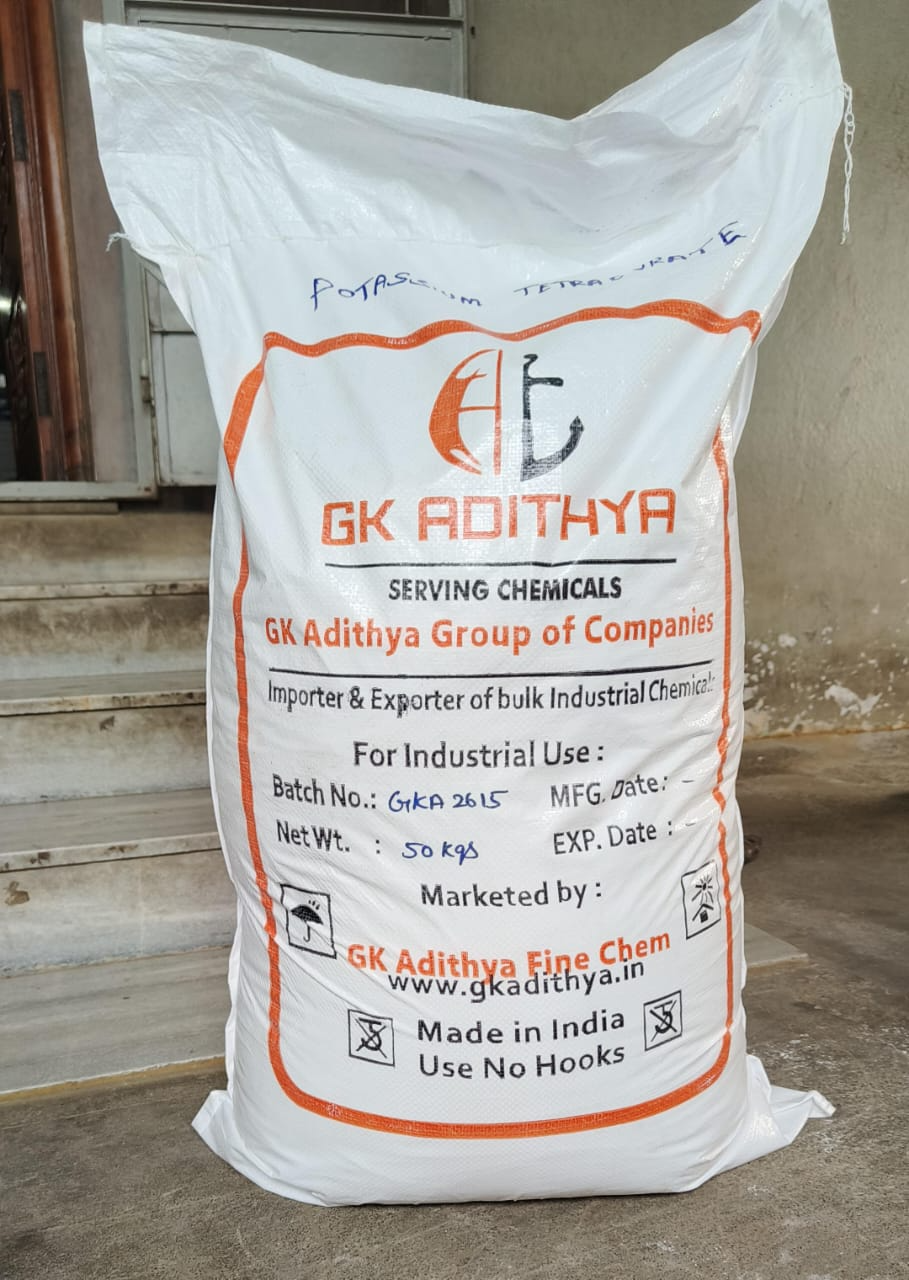 POTASSIUM TETRABORATE
GK ADITHYA
SERVING CHEMICALS
GK Adithya Group of Companies
Importer & Exporter of bulk Industrial Chemicals
For Industrial Use :
Batch No.: GKA 2615 MFG. Date: -
Net Wt. : 50 kgs EXP. Date : -
Marketed by :
GK Adithya Fine Chem
www.gkadithya.in
Made in India
Use No Hooks